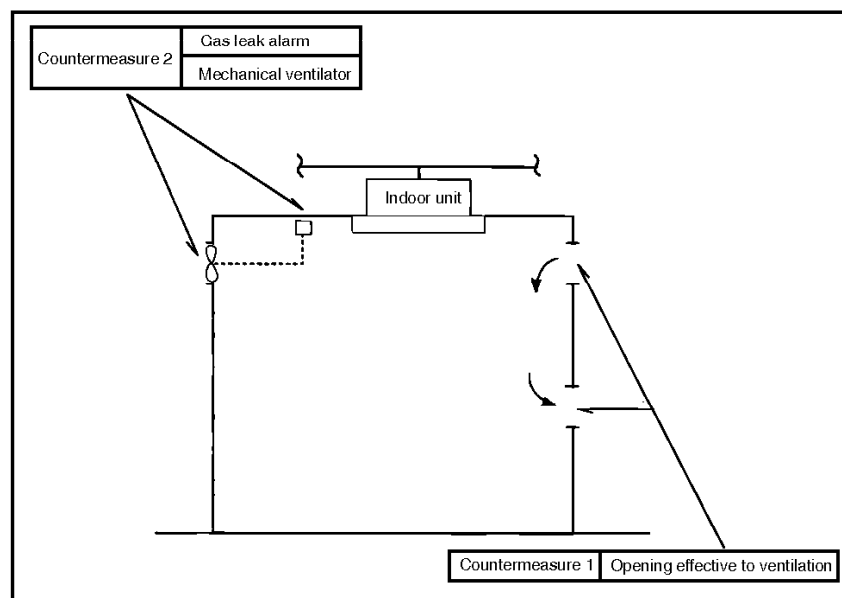 Countermeasure 2
Gas leak alarm
Mechanical ventilator
Indoor unit
Countermeasure 1
Opening effective to ventilation